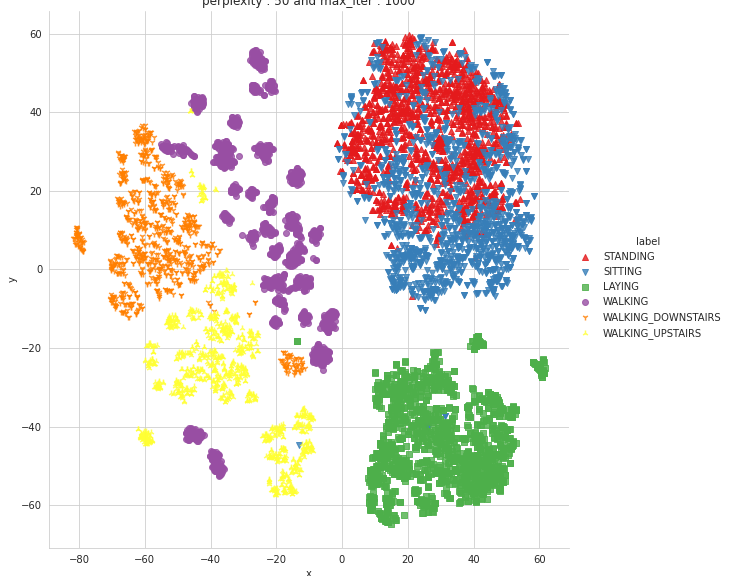 perplexity : 50 and max_iter : 1000
60
40
20
0
−20
−40
−60
y
−80
−60
−40
−20
0
20
40
60
x
label
STANDING
SITTING
LAYING
WALKING
WALKING_DOWNSTAIRS
WALKING_UPSTAIRS